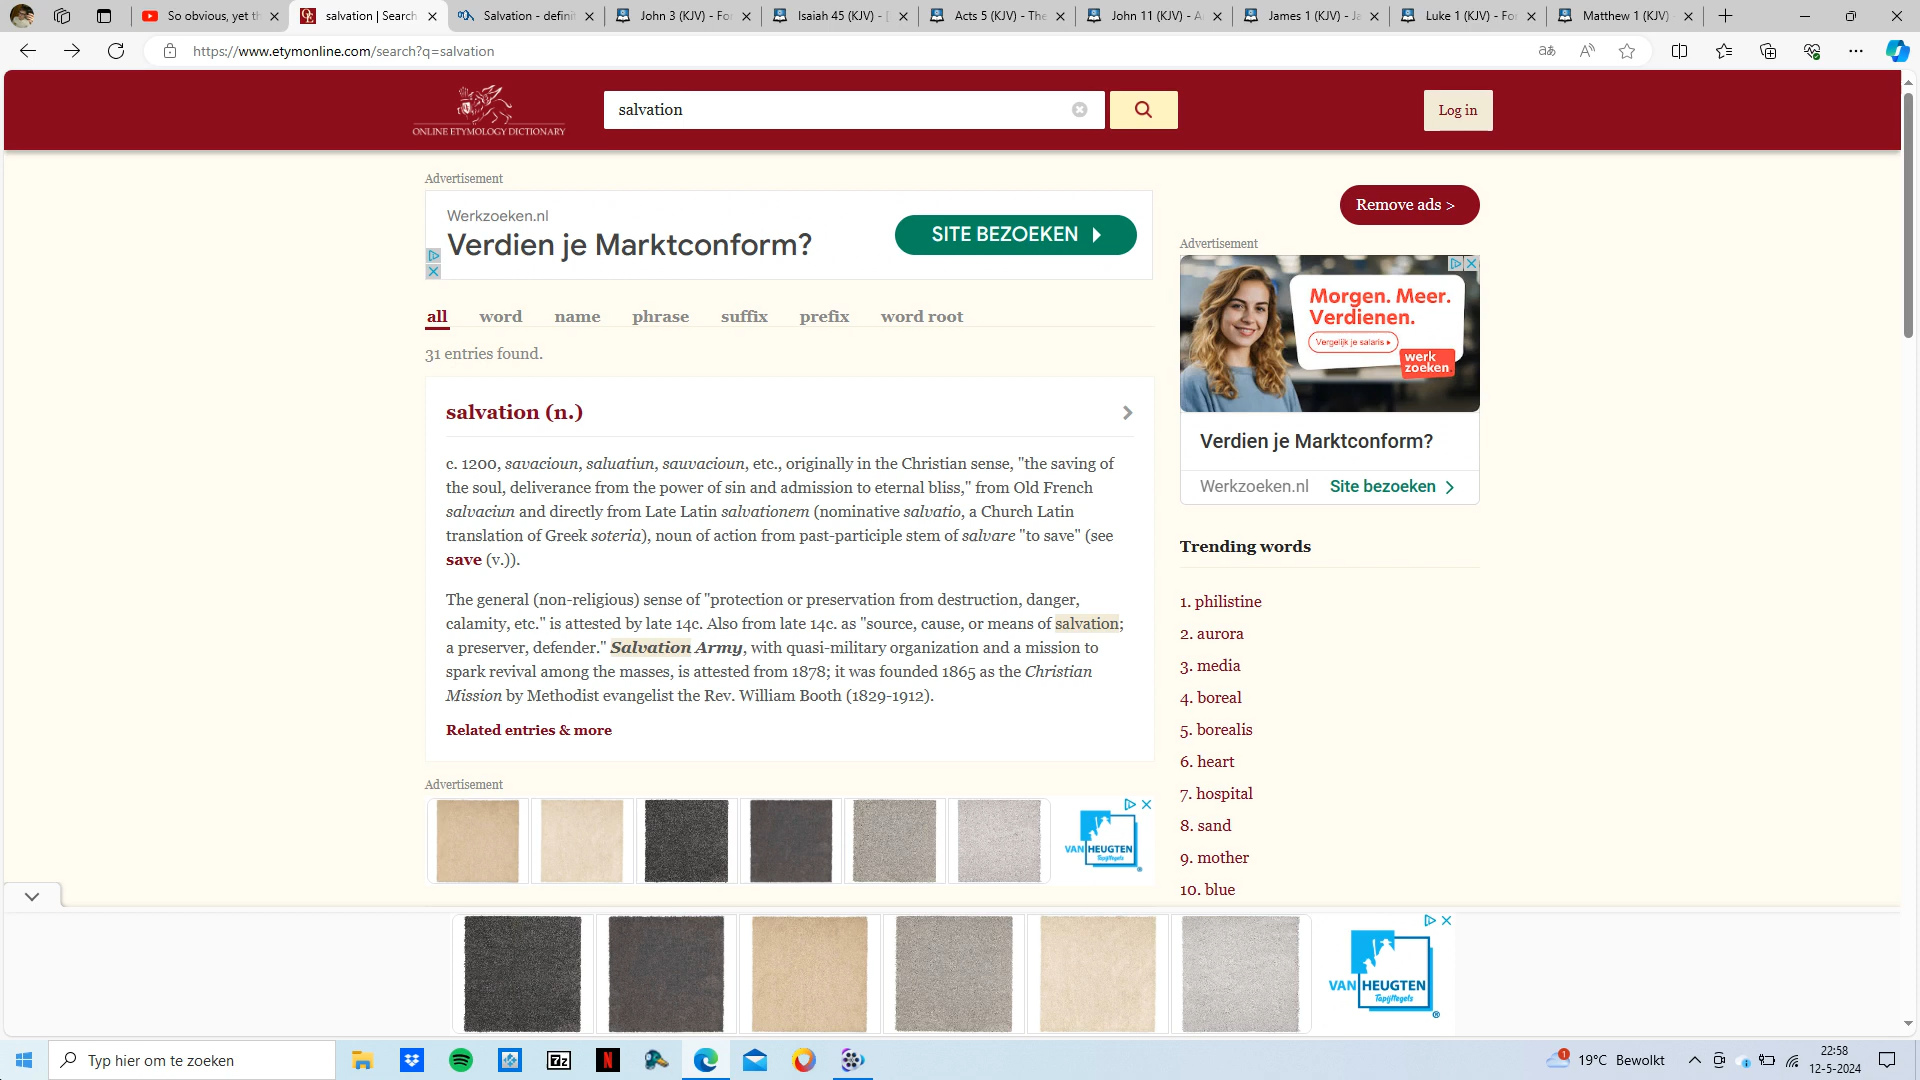 So obvious, yet th
salvation | Search
Salvation - defini
John 3 (KJV) - For
Isaiah 45 (KJV) - [
Acts 5 (KJV) - The
John 11 (KJV) - A
James 1 (KJV) - Ja
Luke 1 (KJV) - For
Matthew 1 (KJV)
https://www.etymonline.com/search?q=salvation
ONLINE ETYMOLOGY DICTIONARY
salvation
Log in
Advertisement
Werkzoeken.nl
Verdien je Marktconform?
SITE BEZOEKEN
Remove ads >
Advertisement
Morgen. Meer.
Verdienen.
Vergelijk je salaris
werk
zoeken
Verdien je Marktconform?
Werkzoeken.nl Site bezoeken
all word name phrase suffix prefix word root
31 entries found.
salvation (n.)
c. 1200, savacioun, saluatiun, sauvacioun, etc., originally in the Christian sense, "the saving of
the soul, deliverance from the power of sin and admission to eternal bliss," from Old French
salvaciun and directly from Late Latin salvationem (nominative salvatio, a Church Latin
translation of Greek soteria), noun of action from past-participle stem of salvare "to save" (see
save (v.)).
The general (non-religious) sense of "protection or preservation from destruction, danger,
calamity, etc." is attested by late 14c. Also from late 14c. as "source, cause, or means of salvation;
a preserver, defender." Salvation Army, with quasi-military organization and a mission to
spark revival among the masses, is attested from 1878; it was founded 1865 as the Christian
Mission by Methodist evangelist the Rev. William Booth (1829-1912).
Related entries & more
Trending words
1. philistine
2. aurora
3. media
4. boreal
5. borealis
6. heart
7. hospital
8. sand
9. mother
10. blue
Advertisement
VAN HEUGTEN
Tapijttegels
VAN HEUGTEN
Tapijttegels
Typ hier om te zoeken
19°C Bewolkt
22:58
12-5-2024